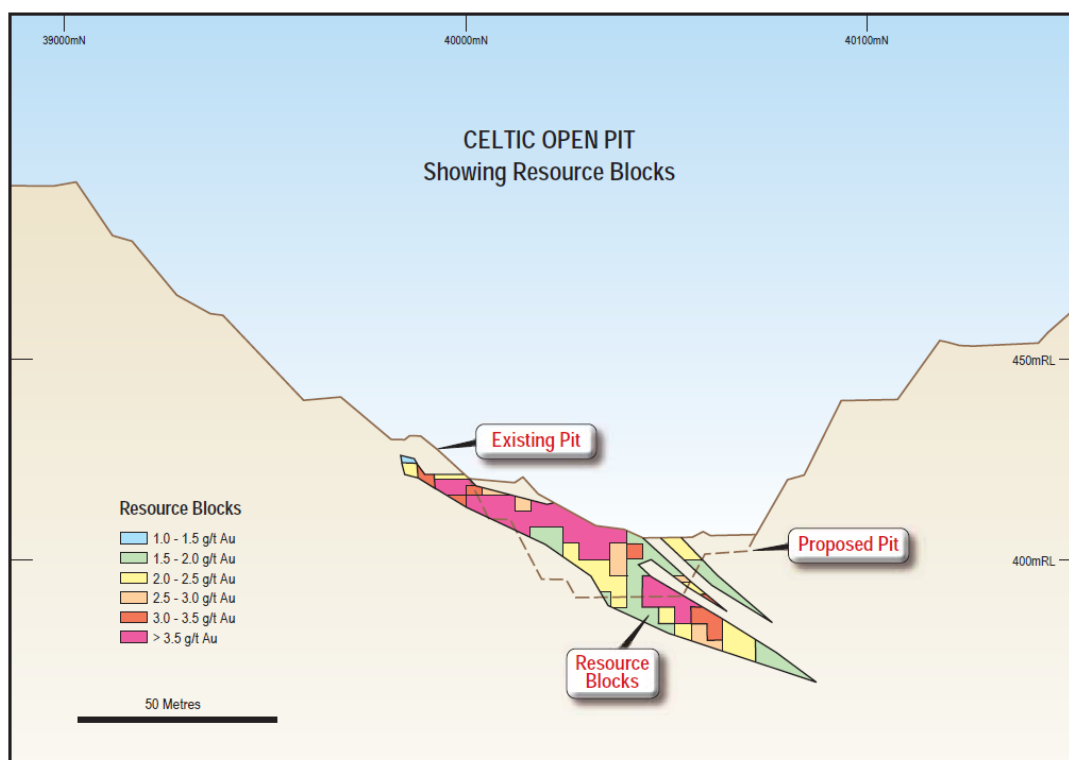 39000mN
40000mN
40100mN
CELTIC OPEN PIT
Showing Resource Blocks
450mRL
Existing Pit
Resource Blocks
1.0 - 1.5 g/t Au
1.5 - 2.0 g/t Au
2.0 - 2.5 g/t Au
2.5 - 3.0 g/t Au
3.0 - 3.5 g/t Au
> 3.5 g/t Au
Proposed Pit
400mRL
Resource
Blocks
50 Metres